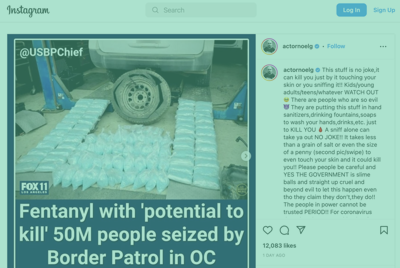 Instagram
Search
Log In
Sign Up
@USBPChief
FOX 11
LOS ANGELES
Fentanyl with 'potential to
kill' 50M people seized by
Border Patrol in OC
actornoelg • Follow
actornoelg This stuff is no joke,it
can kill you just by it touching your
skin or you sniffing it!! Kids/young
adults/teens/whatever WATCH OUT
There are people who are so evil
They are putting this stuff in hand
sanitizers,drinking fountains,soaps
to wash your hands,drinks,etc. just
to KILL YOU A sniff alone can
take ya out NO JOKE!! It takes less
than a grain of salt or even the size
of a penny (second pic/swipe) to
even touch your skin and it could kill
you!! Please people be careful and
YES THE GOVERNMENT is slime
balls and straight up cruel and
beyond evil to let this happen even
tho they claim they don't,they do!!
The people in power cannot be
trusted PERIOD!! For coronavirus
12,083 likes
1 DAY AGO